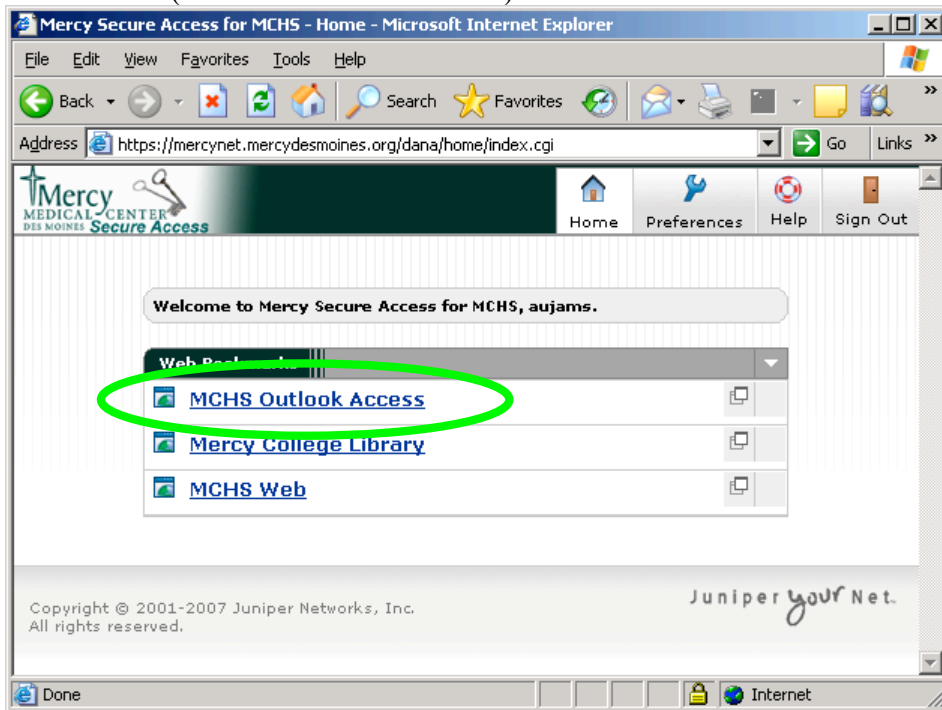 Mercy Secure Access for MCHS - Home - Microsoft Internet Explorer
File Edit View Favorites Tools Help
Back Search Favorites »
Address https://mercynet.mercydesmoines.org/dana/home/index.cgi Go Links »
Mercy
MEDICAL CENTER
DES MOINES Secure Access
Home Preferences Help Sign Out
Welcome to Mercy Secure Access for MCHS, aujams.
Web Bookmarks
MCHS Outlook Access
Mercy College Library
MCHS Web
Copyright © 2001-2007 Juniper Networks, Inc.
All rights reserved.
Juniper your Net.
Done Internet